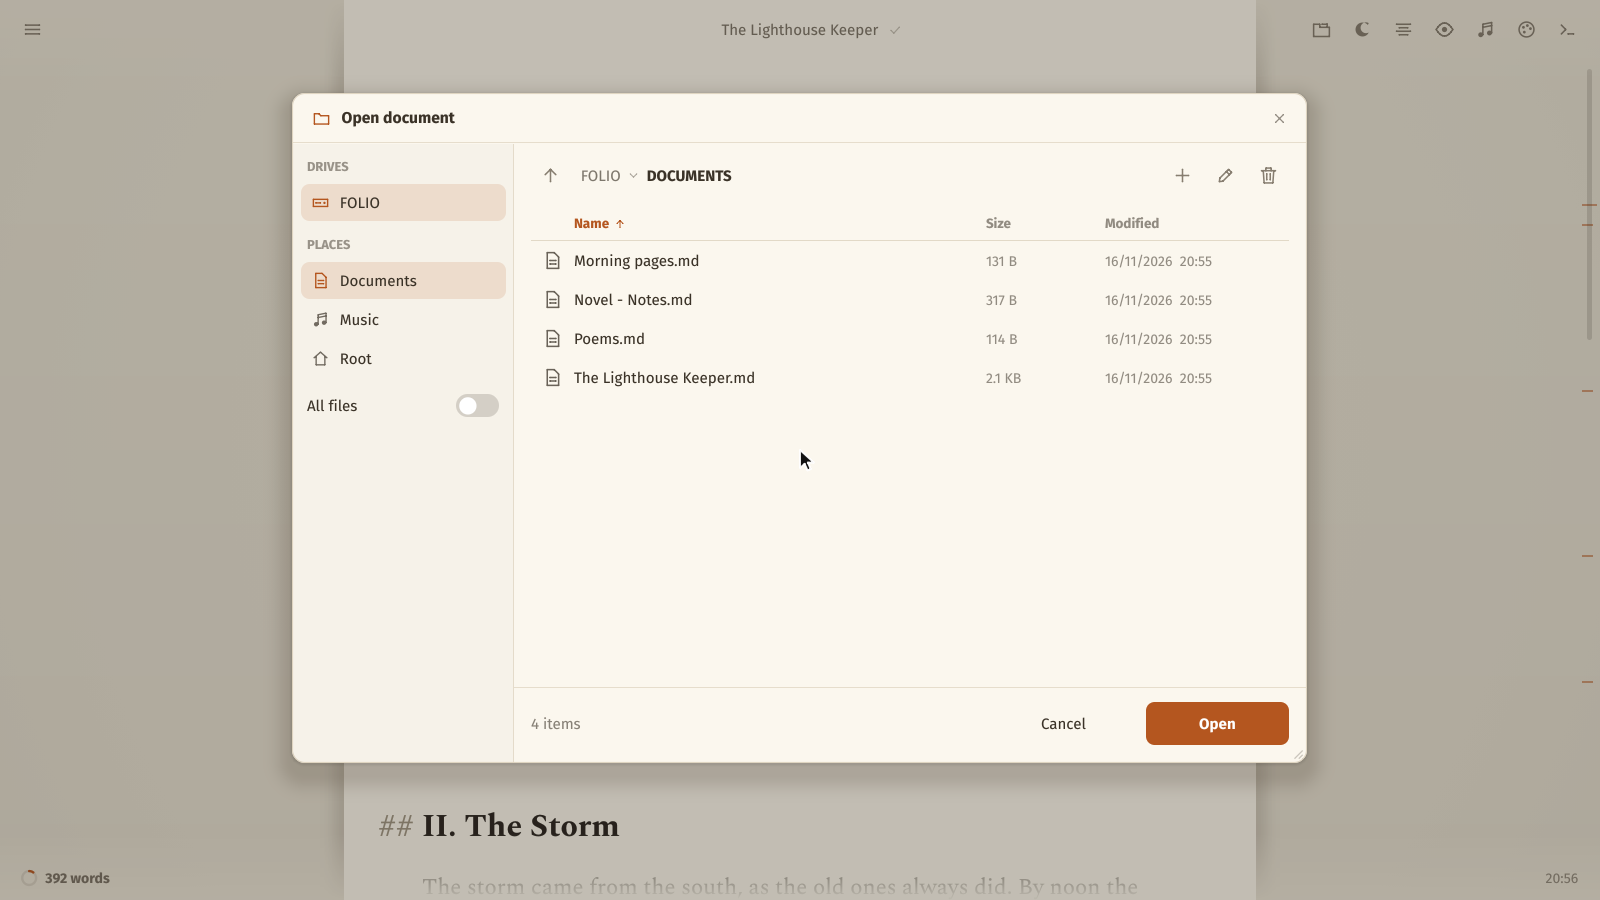 The Lighthouse Keeper
Open document
DRIVES
FOLIO
PLACES
Documents
Music
Root
All files
FOLIO DOCUMENTS
Name Size Modified
Morning pages.md 131 B 16/11/2026 20:55
Novel - Notes.md 317 B 16/11/2026 20:55
Poems.md 114 B 16/11/2026 20:55
The Lighthouse Keeper.md 2.1 KB 16/11/2026 20:55
4 items Cancel Open
## II. The Storm
The storm came from the south, as the old ones always did. By noon the
392 words 20:56